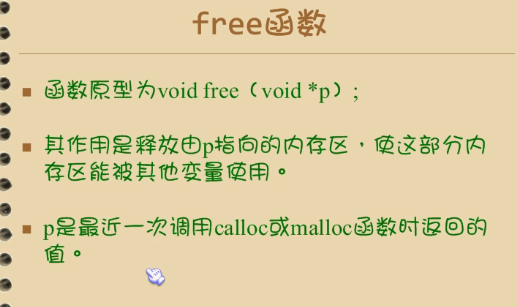 free函数
函数原型为void free（void *p）;
其作用是释放由p指向的内存区，使这部分内
存区能被其他变量使用。
p是最近一次调用calloc或malloc函数时返回的
值。